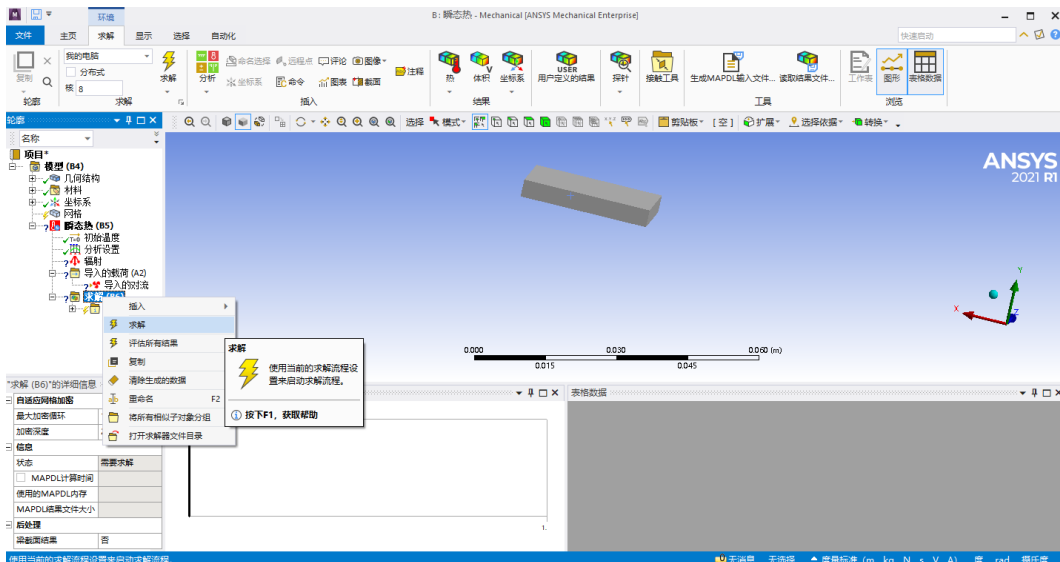 环境
B : 瞬态热 - Mechanical [ANSYS Mechanical Enterprise]
文件 主页 求解 显示 选择 自动化
快速启动
复制
轮廓
我的电脑
分布式
核 8
求解
求解
分析
命名选择 远程点 评论 图像
坐标系 命令 图表 截面
注释
插入
热 体积 坐标系
USER
用户定义的结果
探针
结果
接触工具 生成MAPDL输入文件... 读取结果文件...
工具
工作表 图形 表格数据
浏览
轮廓
选择 模式 剪贴板 [空] 扩展 选择依据 转换
名称
项目*
模型 (B4)
几何结构
材料
坐标系
网格
瞬态热 (B5)
初始温度
分析设置
辐射
导入的载荷 (A2)
导入的对流
求解 (B6)
ANSYS
2021 R1
插入
求解
评估所有结果
复制
清除生成的数据
重命名 F2
将所有相似子对象分组
打开求解器文件目录
求解
使用当前的求解流程设
置来启动求解流程。
按下F1，获取帮助
Y
X
Z
0.000 0.030 0.060 (m)
0.015 0.045
"求解 (B6)"的详细信息
自适应网格加密
最大加密循环
加密深度
信息
状态 需要求解
MAPDL计算时间
使用的MAPDL内存
MAPDL结果文件大小
后处理
梁截面结果 否
1.
表格数据
使用当前的求解流程设置来启动求解流程。
无消息 无选择 度量标准 (m, kg, N, s, V, A) 度 rad 摄氏度